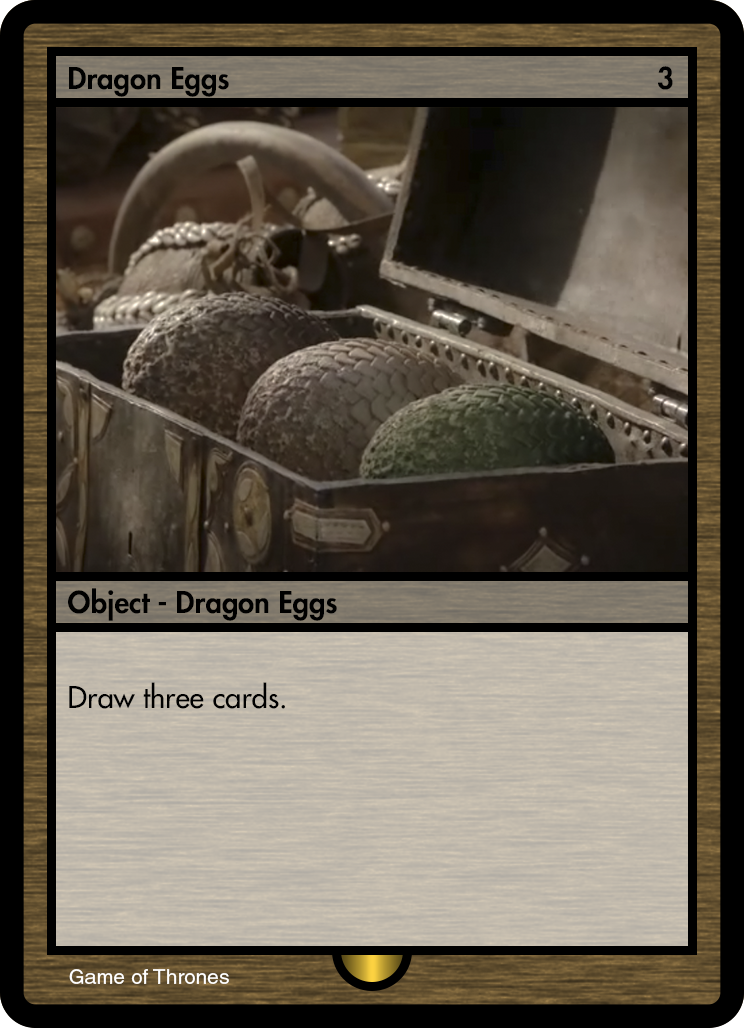 Dragon Eggs 3
Object - Dragon Eggs
Draw three cards.
Game of Thrones